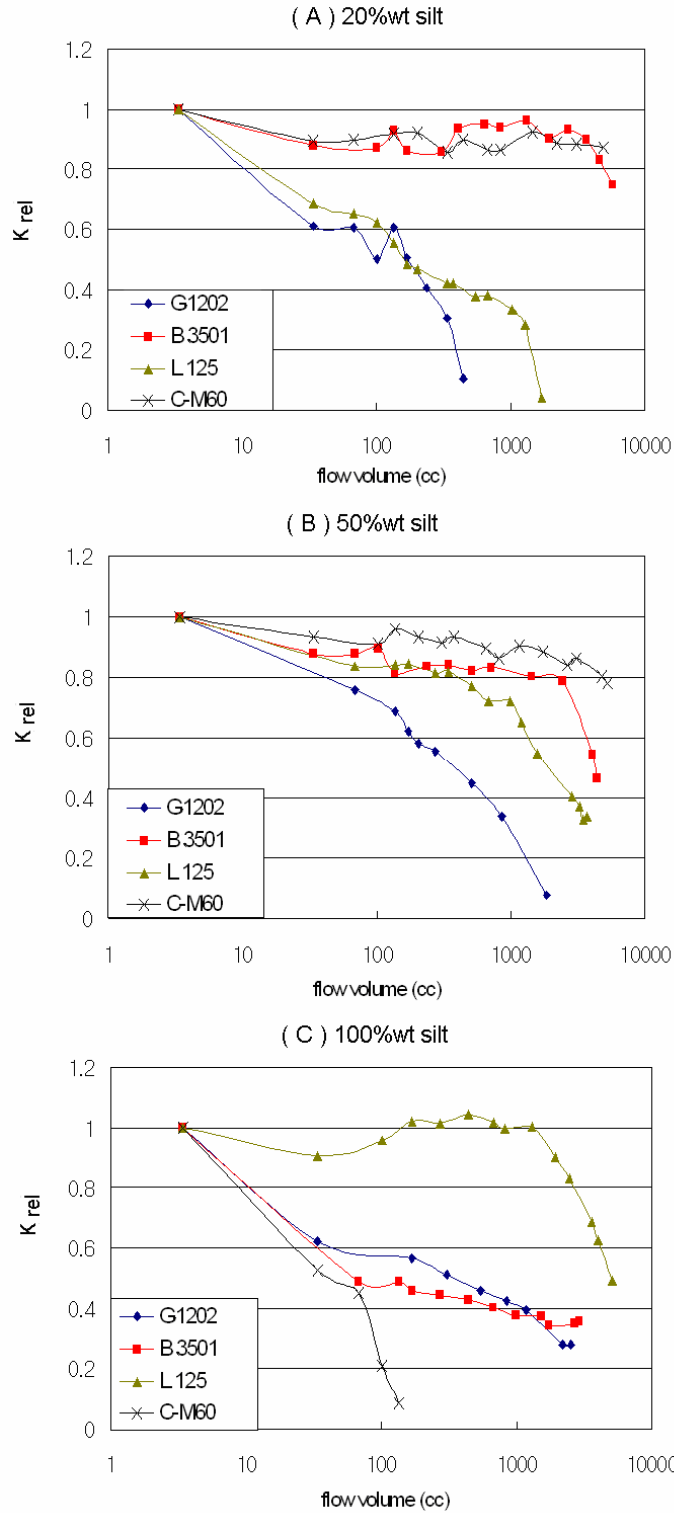 ( A ) 20%wt silt
1.2
1
0.8
0.6
0.4
0.2
0
K rel
G1202
B3501
L125
C-M60
1 10 100 1000 10000
flow volume (cc)
( B ) 50%wt silt
1.2
1
0.8
0.6
0.4
0.2
0
K rel
G1202
B3501
L125
C-M60
1 10 100 1000 10000
flow volume (cc)
( C ) 100%wt silt
1.2
1
0.8
0.6
0.4
0.2
0
K rel
G1202
B3501
L125
C-M60
1 10 100 1000 10000
flow volume (cc)